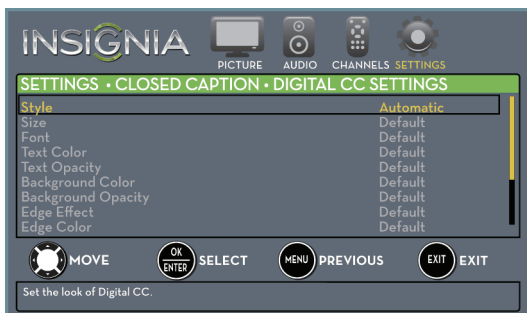 INSIGNIA
PICTURE AUDIO CHANNELS SETTINGS
SETTINGS • CLOSED CAPTION • DIGITAL CC SETTINGS
Style Automatic
Size Default
Font Default
Text Color Default
Text Opacity Default
Background Color Default
Background Opacity Default
Edge Effect Default
Edge Color Default
MOVE OK ENTER SELECT MENU PREVIOUS EXIT EXIT
Set the look of Digital CC.